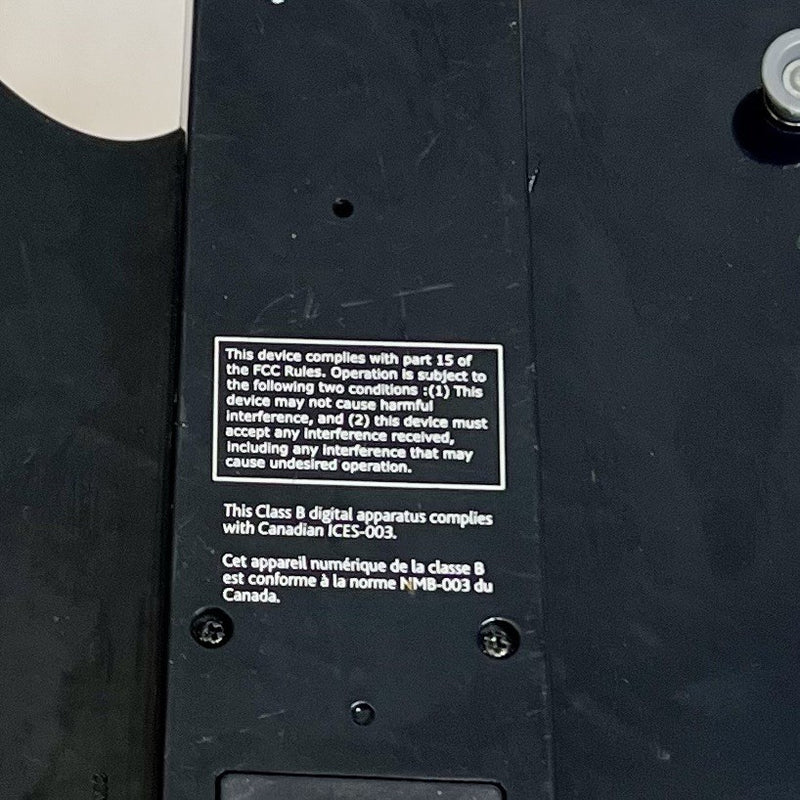 This device complies with part 15 of
the FCC Rules. Operation is subject to
the following two conditions :(1) This
device may not cause harmful
interference, and (2) this device must
accept any interference received,
including any interference that may
cause undesired operation.
This Class B digital apparatus complies
with Canadian ICES-003.
Cet appareil numérique de la classe B
est conforme à la norme NMB-003 du
Canada.